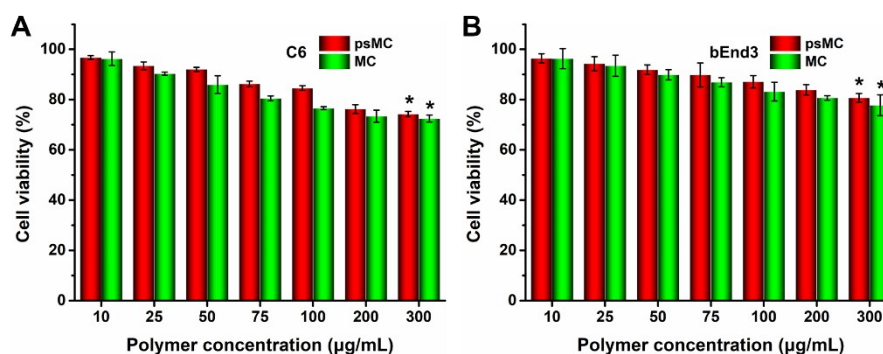 A
C6
psMC
MC
Cell viability (%)
100
80
60
40
20
0
10 25 50 75 100 200 300
* *
Polymer concentration (µg/mL)
B
bEnd3
psMC
MC
Cell viability (%)
100
80
60
40
20
0
10 25 50 75 100 200 300
* *
Polymer concentration (µg/mL)